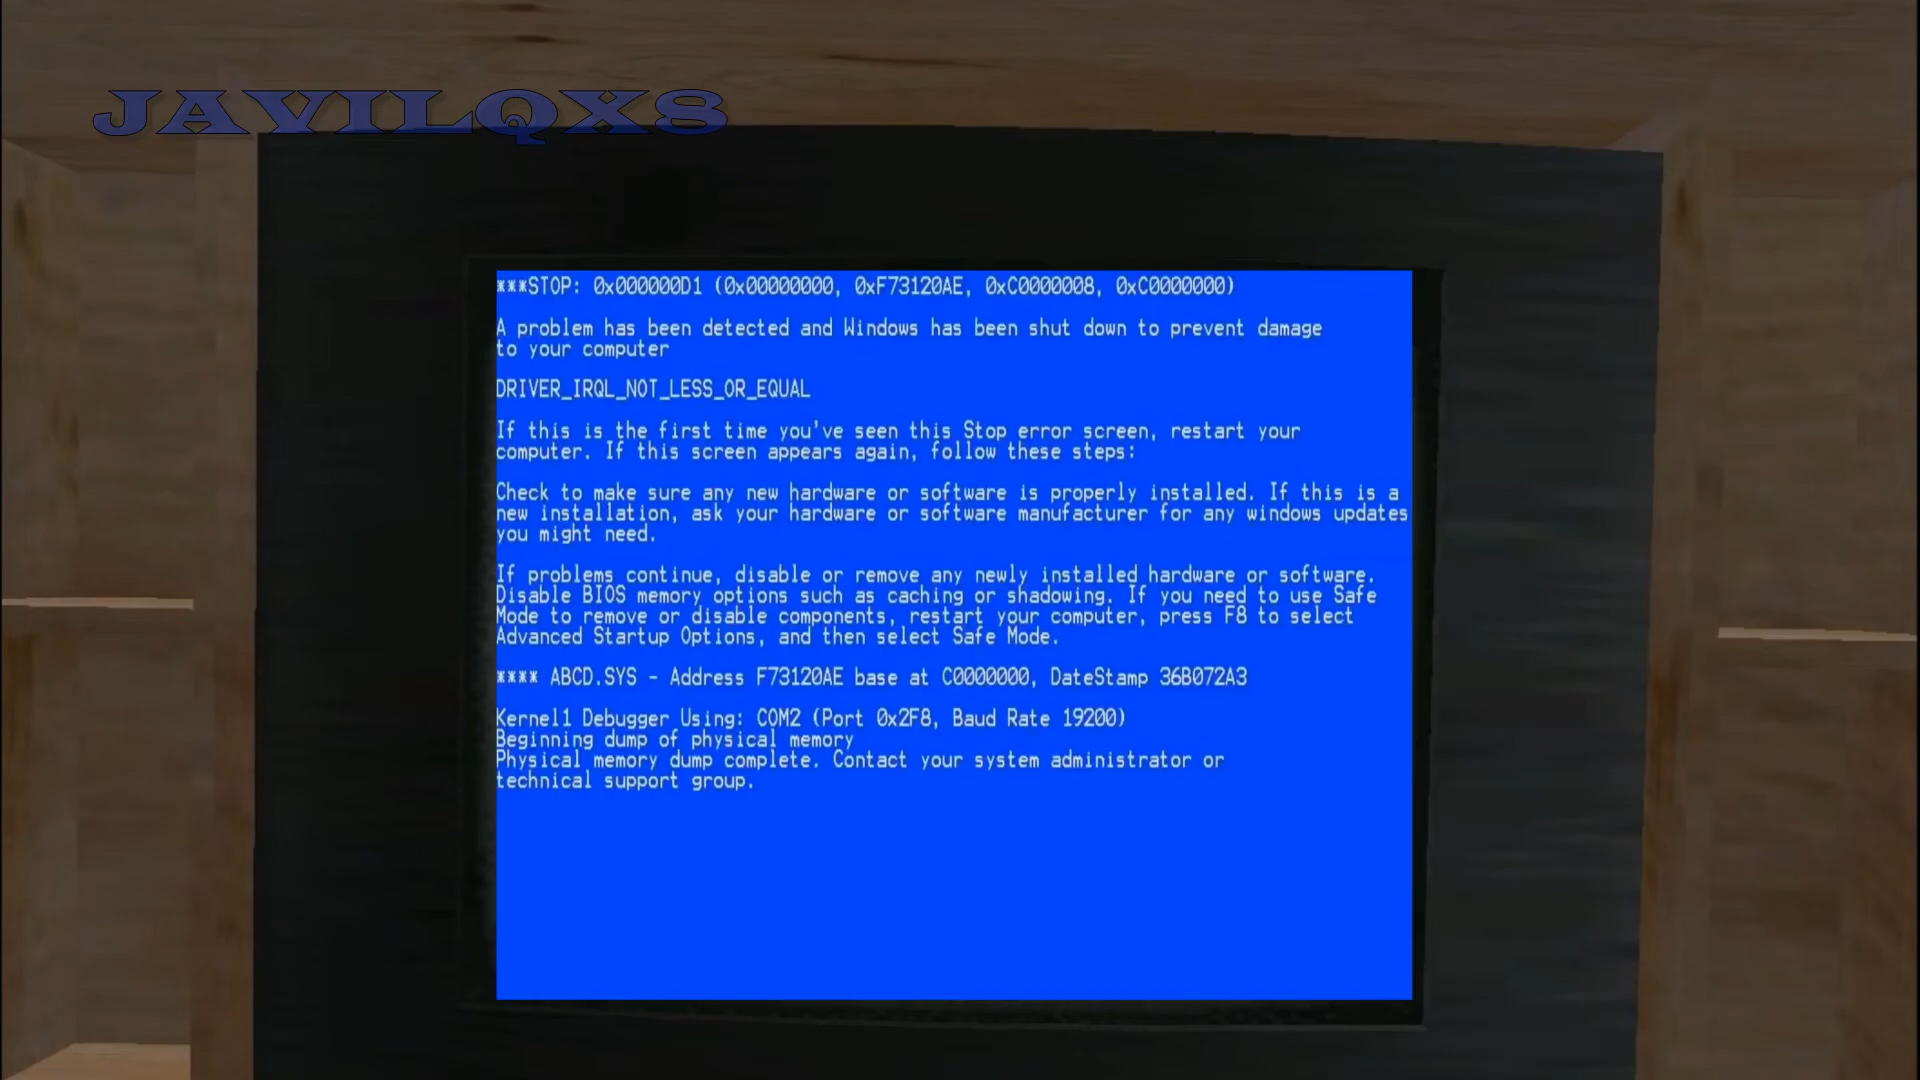 JAVILQX8
***STOP: 0x000000D1 (0x00000000, 0xF73120AE, 0xC0000008, 0xC0000000)
A problem has been detected and Windows has been shut down to prevent damage
to your computer
DRIVER_IRQL_NOT_LESS_OR_EQUAL
If this is the first time you've seen this Stop error screen, restart your
computer. If this screen appears again, follow these steps:
Check to make sure any new hardware or software is properly installed. If this is a
new installation, ask your hardware or software manufacturer for any windows updates
you might need.
If problems continue, disable or remove any newly installed hardware or software.
Disable BIOS memory options such as caching or shadowing. If you need to use Safe
Mode to remove or disable components, restart your computer, press F8 to select
Advanced Startup Options, and then select Safe Mode.
**** ABCD.SYS - Address F73120AE base at C0000000, DateStamp 36B072A3
Kernel1 Debugger Using: COM2 (Port 0x2F8, Baud Rate 19200)
Beginning dump of physical memory
Physical memory dump complete. Contact your system administrator or
technical support group.